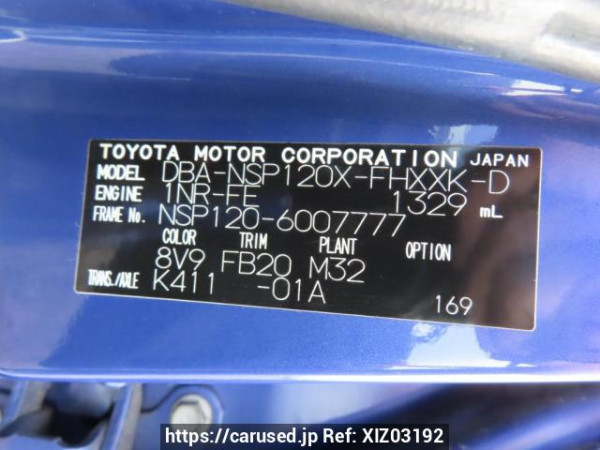 TOYOTA MOTOR CORPORATION JAPAN
MODEL DBA-NSP120X-FHXXK-D
ENGINE 1NR-FE 1329 mL
FRAME No. NSP120-6007777
COLOR TRIM PLANT OPTION
8V9 FB20 M32
TRANS./AXLE K411 -01A
169
https://carused.jp Ref: XIZ03192